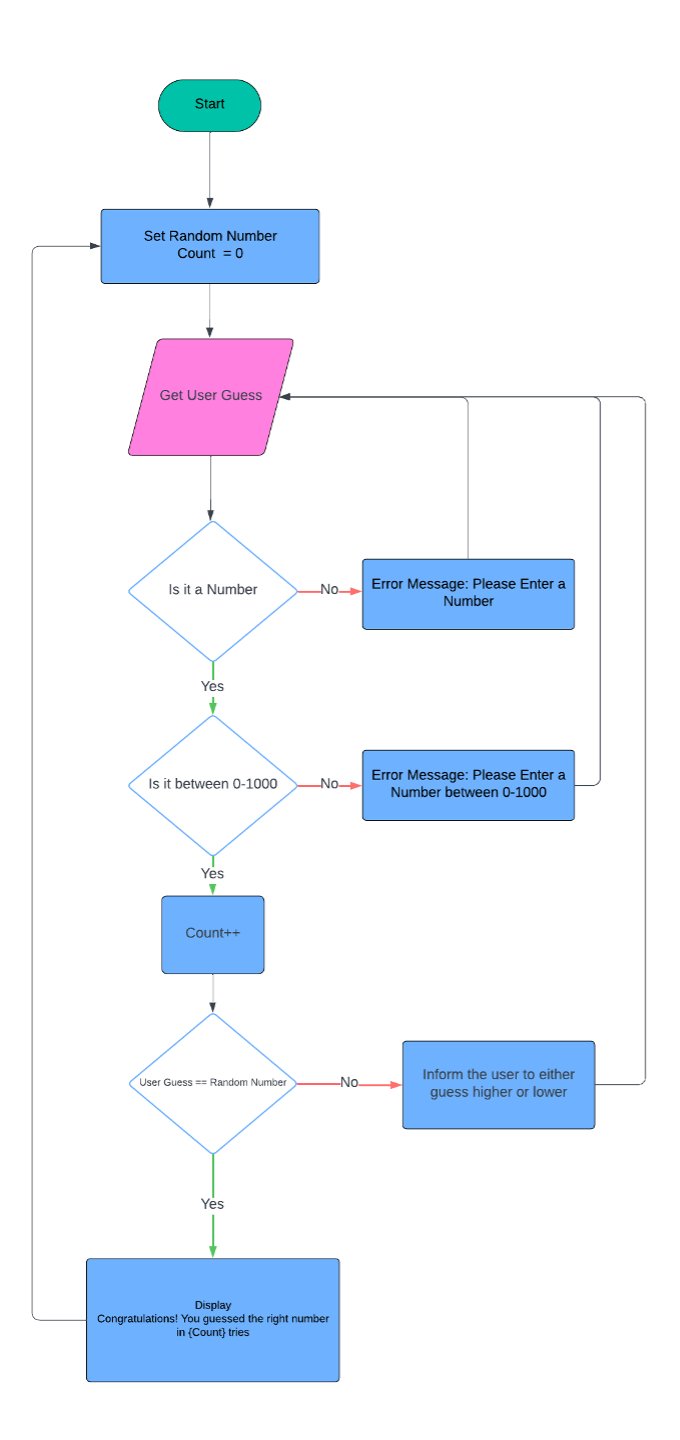 Start
Set Random Number
Count  = 0
Get User Guess
Is it a Number
No
Error Message: Please Enter a
Number
Yes
Is it between 0-1000
No
Error Message: Please Enter a
Number between 0-1000
Yes
Count++
User Guess == Random Number
No
Inform the user to either
guess higher or lower
Yes
Display
Congratulations! You guessed the right number
in {Count} tries